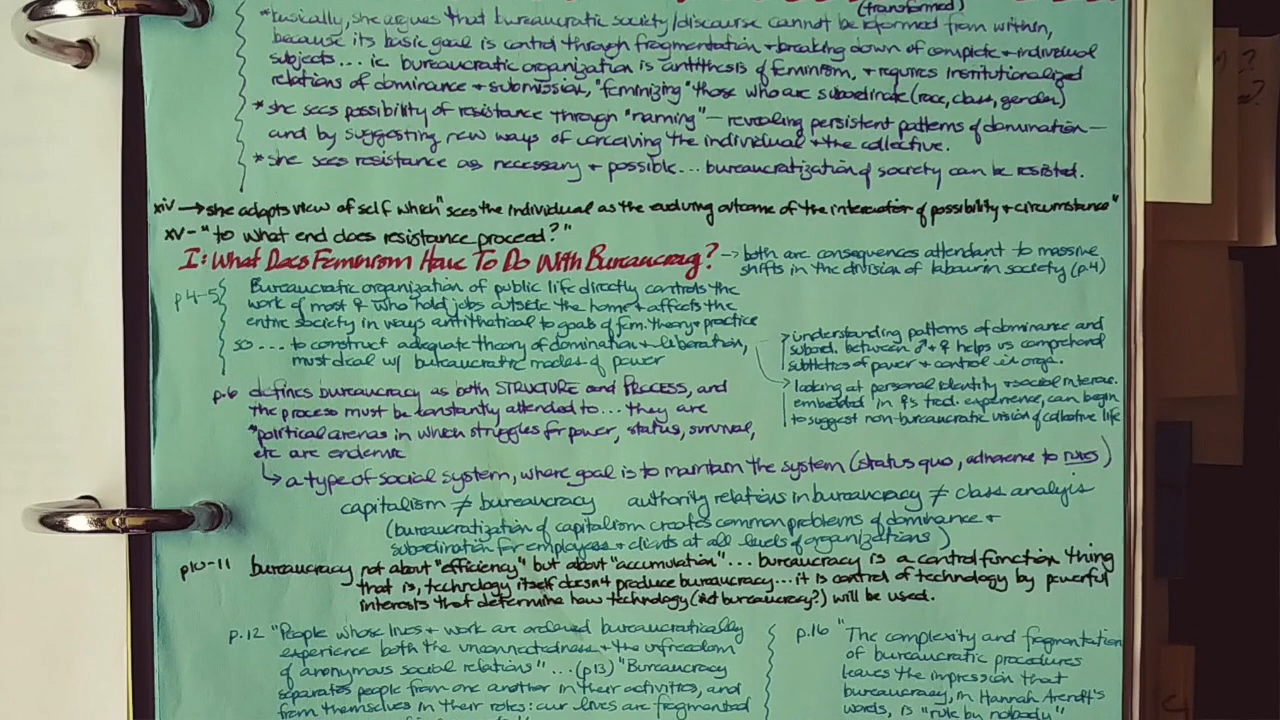 (transformed)
*basically, she argues that bureaucratic society/discourse cannot be reformed from within,
because its basic goal is control through fragmentation + breaking down of complete + individual
subjects... ie bureaucratic organization is antithesis of feminism, + requires institutionalized
relations of dominance + submission, "feminizing" those who are subordinate (race, class, gender)
*she sees possibility of resistance through "naming" — revealing persistent patterns of domination —
and by suggesting new ways of conceiving the individual + the collective.
*she sees resistance as necessary + possible... bureaucratization of society can be resisted.
xiv → she adopts view of self which "sees the individual as the evolving outcome of the interaction of possibility + circumstance"
xv - "to what end does resistance proceed?"
I: What Does Feminism Have To Do With Bureaucracy?
→ both are consequences attendant to massive
shifts in the division of labour in society (p.4)
p4-5
Bureaucratic organization of public life directly controls the
work of most ♀ who hold jobs outside the home + affects the
entire society in ways antithetical to goals of fem. theory + practice
so .... to construct adequate theory of domination + liberation,
must deal w/ bureaucratic modes of power
> understanding patterns of dominance and
subord. between ♂ + ♀ helps us comprehend
subtleties of power + control in orgs.
> looking at personal identity + social interac.
embedded in ♀s trad. experience, can begin
to suggest non-bureaucratic vision of collective life
p.6 defines bureaucracy as both STRUCTURE and PROCESS, and
the process must be constantly attended to... they are
"political arenas in which struggles for power, status, survival,
etc are endemic
↳ a type of social system, where goal is to maintain the system (status quo, adherence to rules)
capitalism ≠ bureaucracy authority relations in bureaucracy ≠ class analysis
(bureaucratization of capitalism creates common problems of dominance +
subordination for employees + clients at all levels of organizations)
p10-11 bureaucracy not about "efficiency" but about "accumulation"... bureaucracy is a control function thing
that is, technology itself doesn't produce bureaucracy... it is control of technology by powerful
interests that determine how technology (+ bureaucracy?) will be used.
p.12 "People whose lives + work are ordered bureaucratically
experience both the unconnectedness + the unfreedom
of anonymous social relations" ... (p13) "Bureaucracy
separates people from one another in their activities, and
from themselves in their roles: our lives are fragmented
p.16 "The complexity and fragmentation
of bureaucratic procedures
leaves the impression that
bureaucracy, in Hannah Arendt's
words, is "rule by nobody"